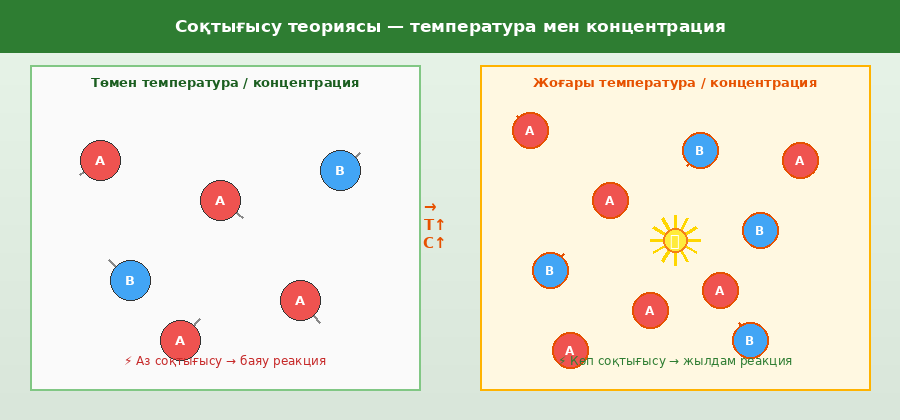 Соқтығысу теориясы — температура мен концентрация
Төмен температура / концентрация
A
B
A
B
A
A
⚡ Аз соқтығысу → баяу реакция
→
T↑
C↑
Жоғары температура / концентрация
A
B
A
A
B
B
A
A
B
A
⚡ Көп соқтығысу → жылдам реакция